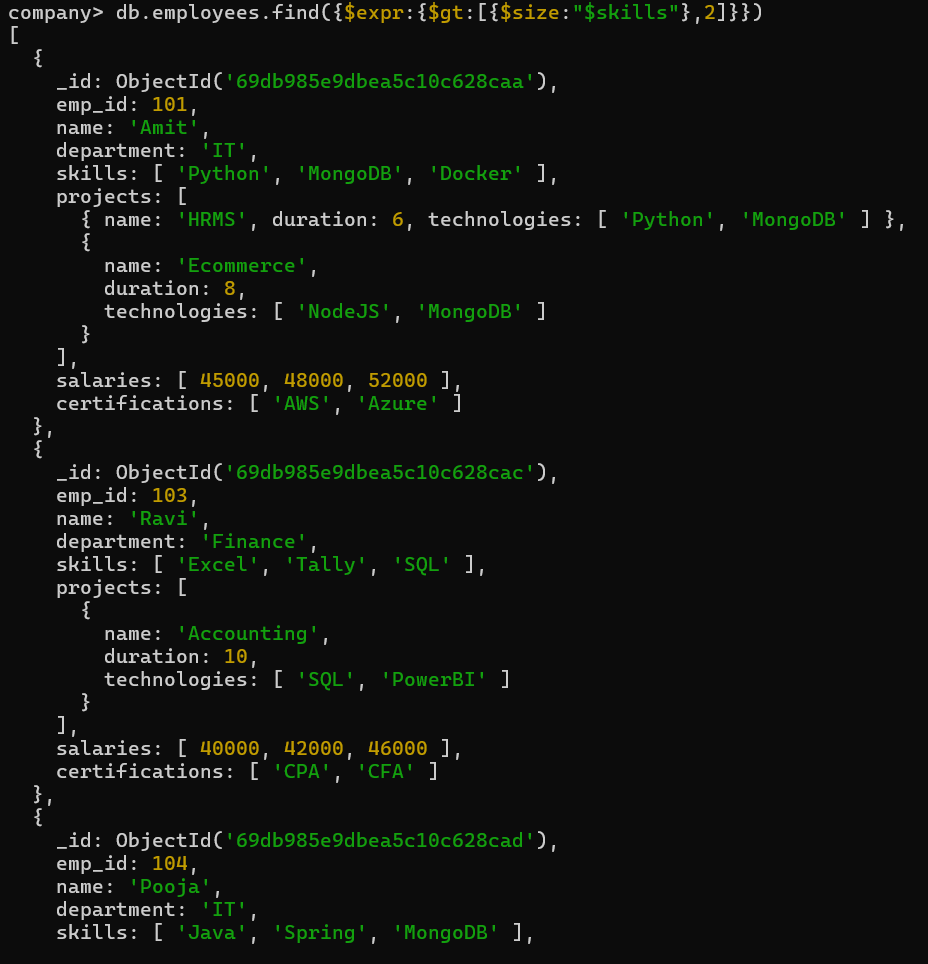 company> db.employees.find({$expr:{$gt:[{$size:"$skills"},2]}})
[
  {
    _id: ObjectId('69db985e9dbea5c10c628caa'),
    emp_id: 101,
    name: 'Amit',
    department: 'IT',
    skills: [ 'Python', 'MongoDB', 'Docker' ],
    projects: [
      { name: 'HRMS', duration: 6, technologies: [ 'Python', 'MongoDB' ] },
      {
        name: 'Ecommerce',
        duration: 8,
        technologies: [ 'NodeJS', 'MongoDB' ]
      }
    ],
    salaries: [ 45000, 48000, 52000 ],
    certifications: [ 'AWS', 'Azure' ]
  },
  {
    _id: ObjectId('69db985e9dbea5c10c628cac'),
    emp_id: 103,
    name: 'Ravi',
    department: 'Finance',
    skills: [ 'Excel', 'Tally', 'SQL' ],
    projects: [
      {
        name: 'Accounting',
        duration: 10,
        technologies: [ 'SQL', 'PowerBI' ]
      }
    ],
    salaries: [ 40000, 42000, 46000 ],
    certifications: [ 'CPA', 'CFA' ]
  },
  {
    _id: ObjectId('69db985e9dbea5c10c628cad'),
    emp_id: 104,
    name: 'Pooja',
    department: 'IT',
    skills: [ 'Java', 'Spring', 'MongoDB' ],